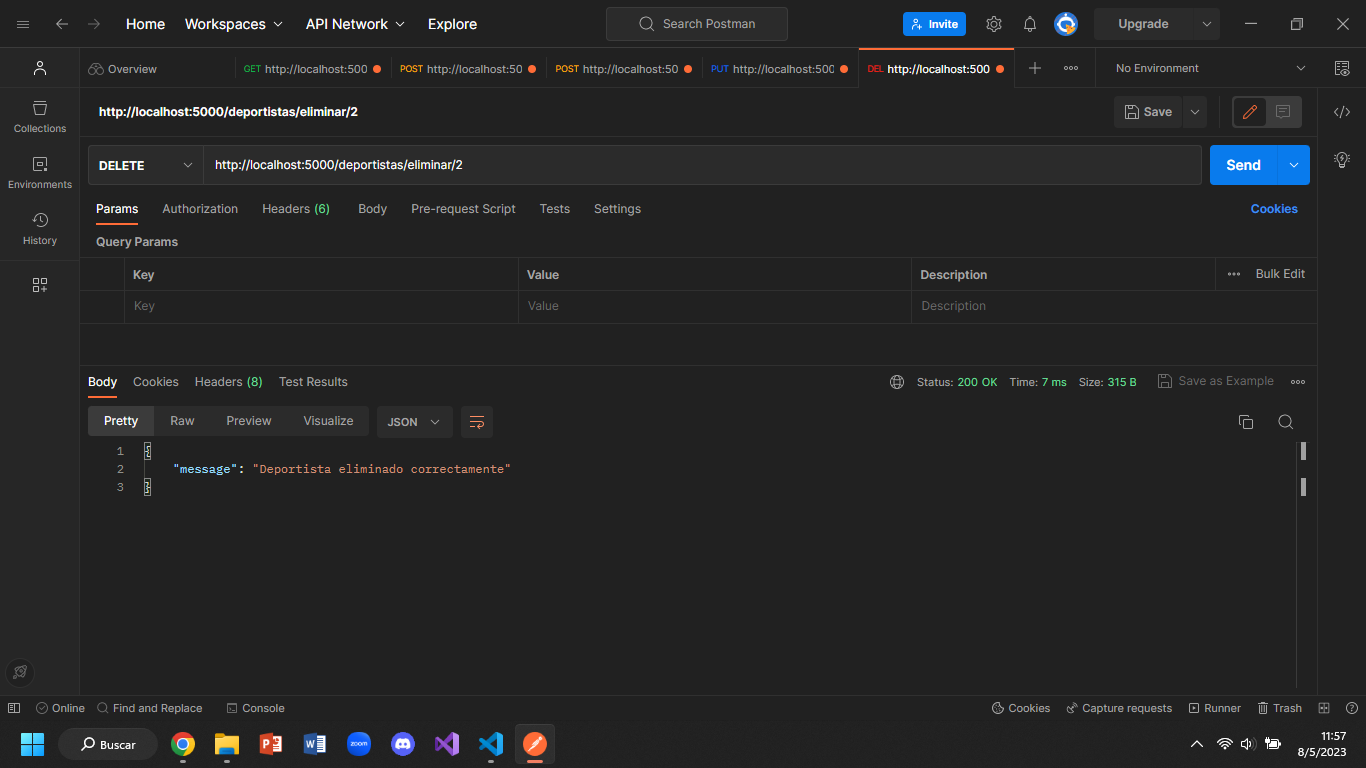 Home Workspaces API Network Explore Search Postman Invite Upgrade
Overview GET http://localhost:500 POST http://localhost:50 POST http://localhost:50 PUT http://localhost:500 DEL http://localhost:500 No Environment
http://localhost:5000/deportistas/eliminar/2 Save
Collections
DELETE http://localhost:5000/deportistas/eliminar/2 Send
Environments
Params Authorization Headers (6) Body Pre-request Script Tests Settings Cookies
History
Query Params
Key Value Description Bulk Edit
Key Value Description
Body Cookies Headers (8) Test Results Status: 200 OK Time: 7 ms Size: 315 B Save as Example
Pretty Raw Preview Visualize JSON
1 {
2 "message": "Deportista eliminado correctamente"
3 }
Online Find and Replace Console Cookies Capture requests Runner Trash
Buscar zoom 11:57
8/5/2023